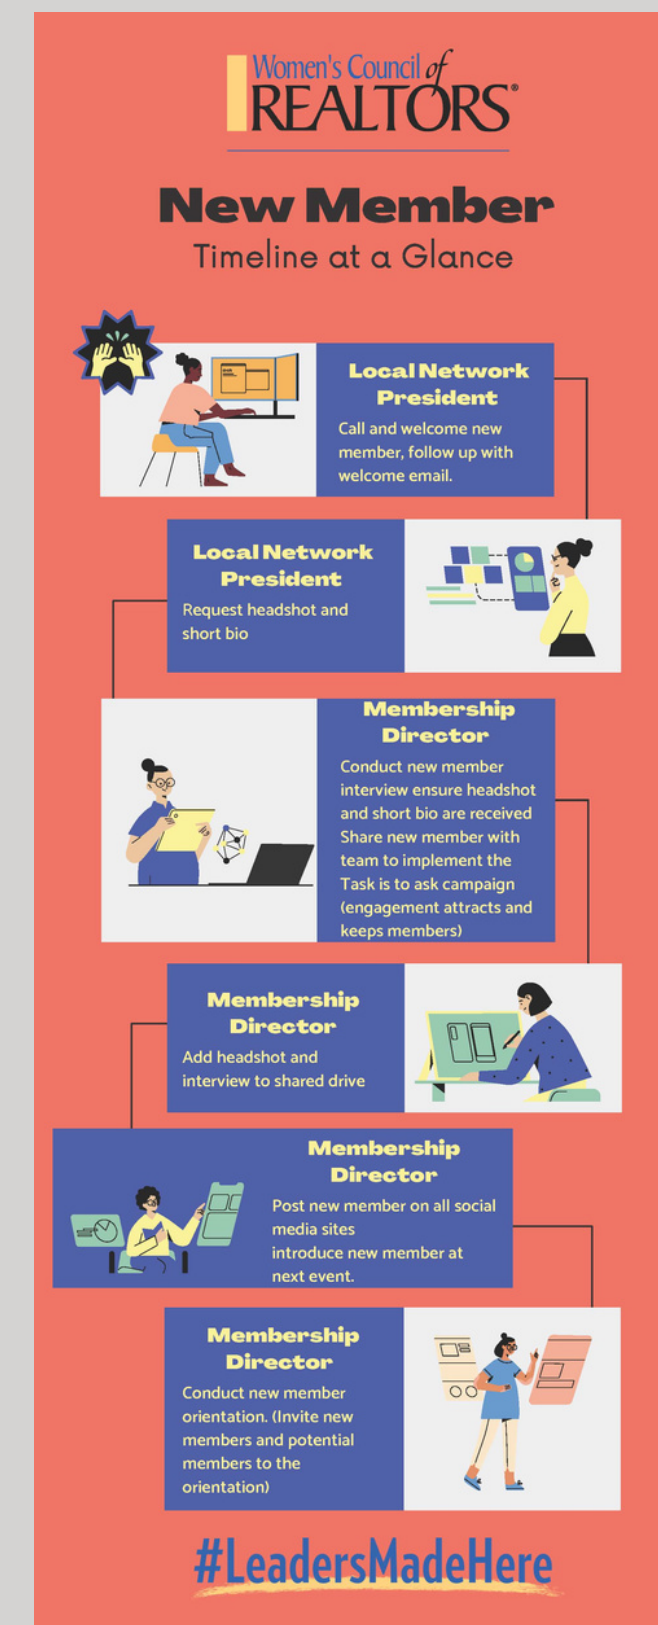 Women's Council of
REALTORS®
New Member
Timeline at a Glance
Local Network
President
Call and welcome new
member, follow up with
welcome email.
Local Network
President
Request headshot and
short bio
Membership
Director
Conduct new member
interview ensure headshot
and short bio are received
Share new member with
team to implement the
Task is to ask campaign
(engagement attracts and
keeps members)
Membership
Director
Add headshot and
interview to shared drive
Membership
Director
Post new member on all social
media sites
introduce new member at
next event.
Membership
Director
Conduct new member
orientation. (Invite new
members and potential
members to the
orientation)
#LeadersMadeHere